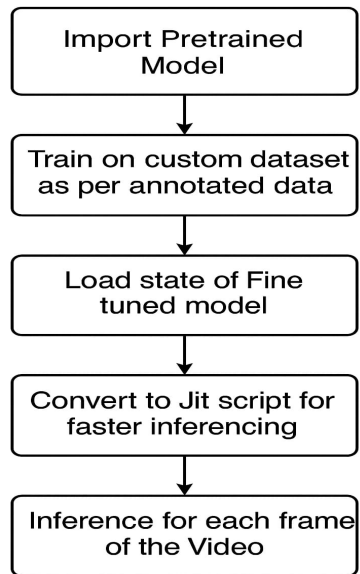 Import Pretrained
Model
Train on custom dataset
as per annotated data
Load state of Fine
tuned model
Convert to Jit script for
faster inferencing
Inference for each frame
of the Video